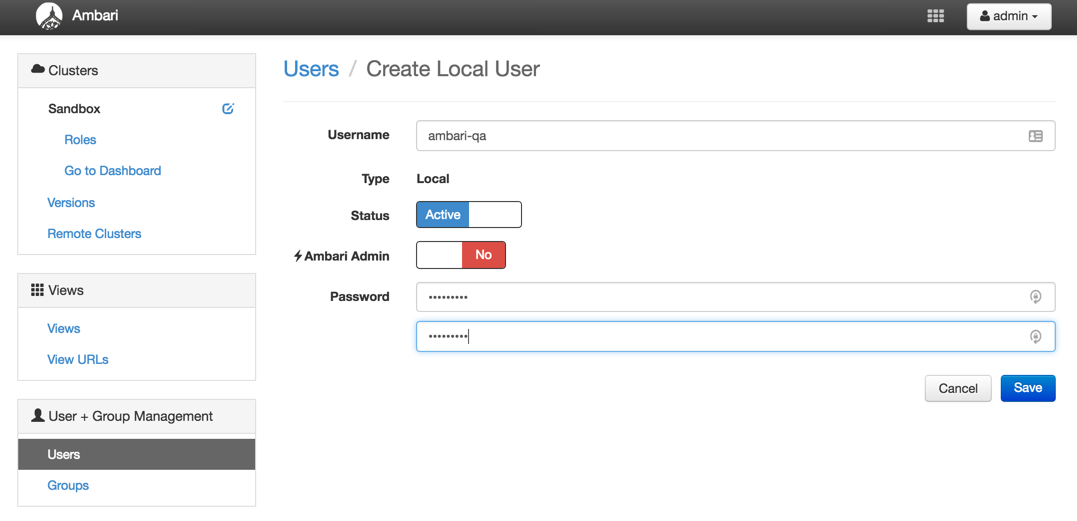 Ambari
admin
Clusters
Sandbox
Roles
Go to Dashboard
Versions
Remote Clusters
Views
Views
View URLs
User + Group Management
Users
Groups
Users / Create Local User
Username ambari-qa
Type Local
Status Active
Ambari Admin No
Password •••••••••
•••••••••
Cancel Save